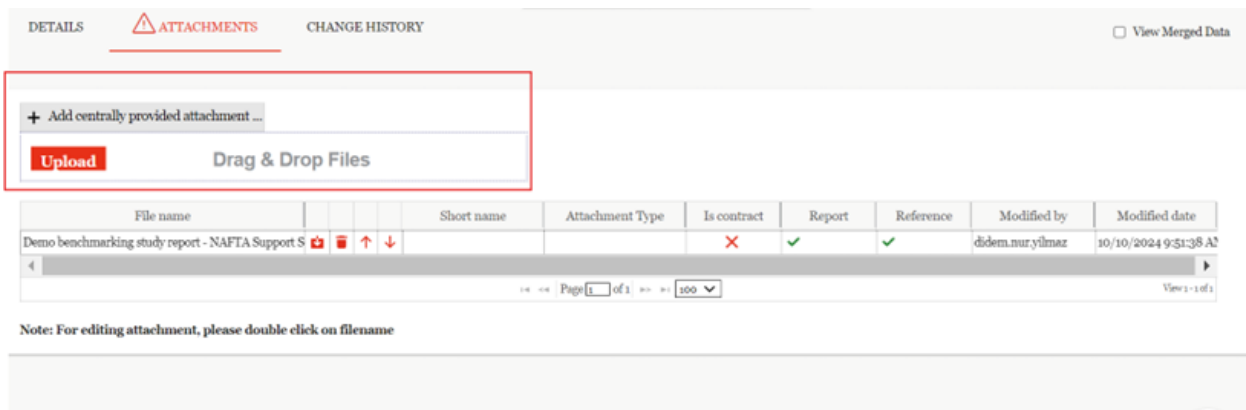 DETAILS ATTACHMENTS CHANGE HISTORY View Merged Data
+ Add centrally provided attachment ...
Upload Drag & Drop Files
File name Short name Attachment Type Is contract Report Reference Modified by Modified date
Demo benchmarking study report - NAFTA Support S didem.nur.yilmaz 10/10/2024 9:51:38 AM
Page 1 of 1 100 View 1 - 1 of 1
Note: For editing attachment, please double click on filename